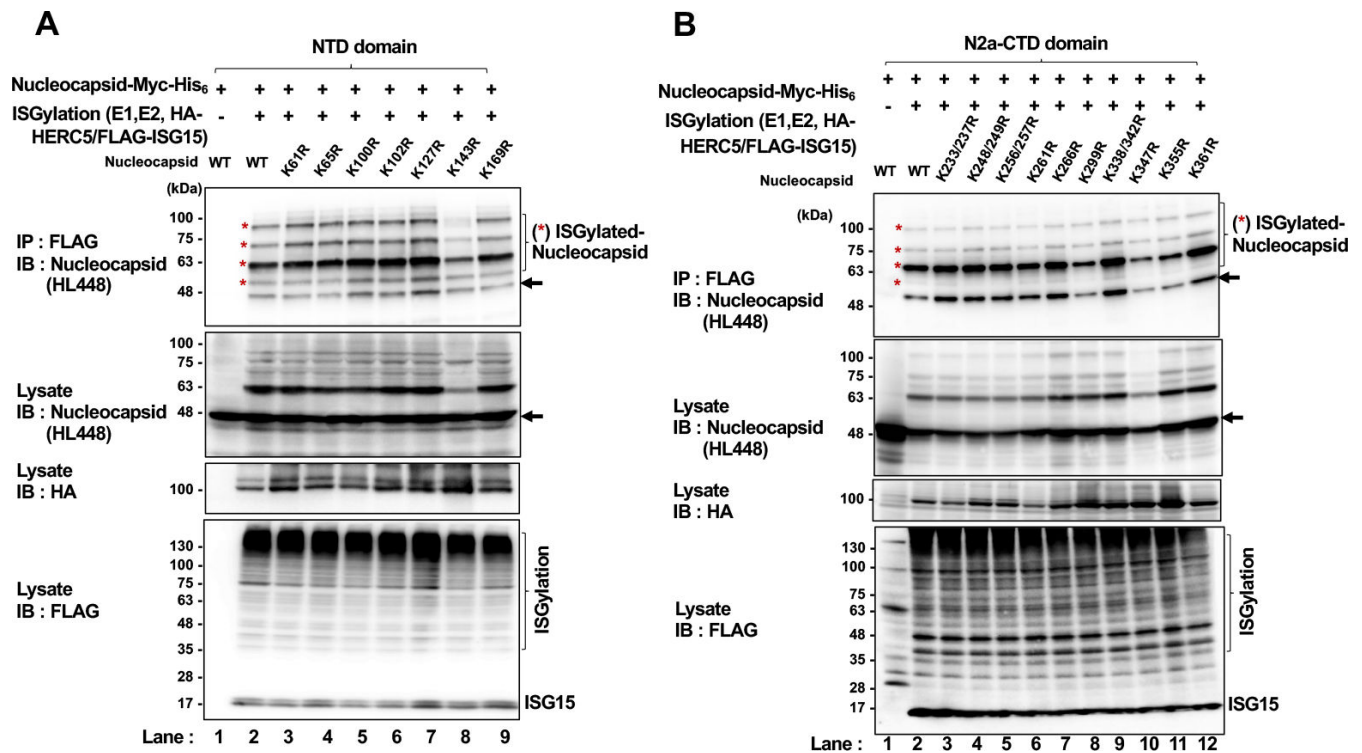 A
NTD domain
Nucleocapsid-Myc-His6 + + + + + + + + +
ISGylation (E1,E2, HA- - + + + + + + + +
HERC5/FLAG-ISG15)
Nucleocapsid WT WT K61R K65R K100R K102R K127R K143R K169R
(kDa)
100 -
75 -
63 -
48 -
IP : FLAG
IB : Nucleocapsid
(HL448)
* * * *
(*) ISGylated-
Nucleocapsid
100 -
75 -
63 -
48 -
Lysate
IB : Nucleocapsid
(HL448)
Lysate
IB : HA
100 -
Lysate
IB : FLAG
130 -
100 -
75 -
63 -
48 -
35 -
28 -
17 -
ISGylation
ISG15
Lane : 1 2 3 4 5 6 7 8 9
B
N2a-CTD domain
Nucleocapsid-Myc-His6 + + + + + + + + + + + +
ISGylation (E1,E2, HA- - + + + + + + + + + + +
HERC5/FLAG-ISG15)
Nucleocapsid WT WT K233/237R K248/249R K256/257R K261R K266R K299R K338/342R K347R K355R K361R
(kDa)
100 -
75 -
63 -
48 -
IP : FLAG
IB : Nucleocapsid
(HL448)
* * * *
(*) ISGylated-
Nucleocapsid
100 -
75 -
63 -
48 -
Lysate
IB : Nucleocapsid
(HL448)
Lysate
IB : HA
100 -
Lysate
IB : FLAG
130 -
100 -
75 -
63 -
48 -
35 -
28 -
17 -
ISGylation
ISG15
Lane : 1 2 3 4 5 6 7 8 9 10 11 12